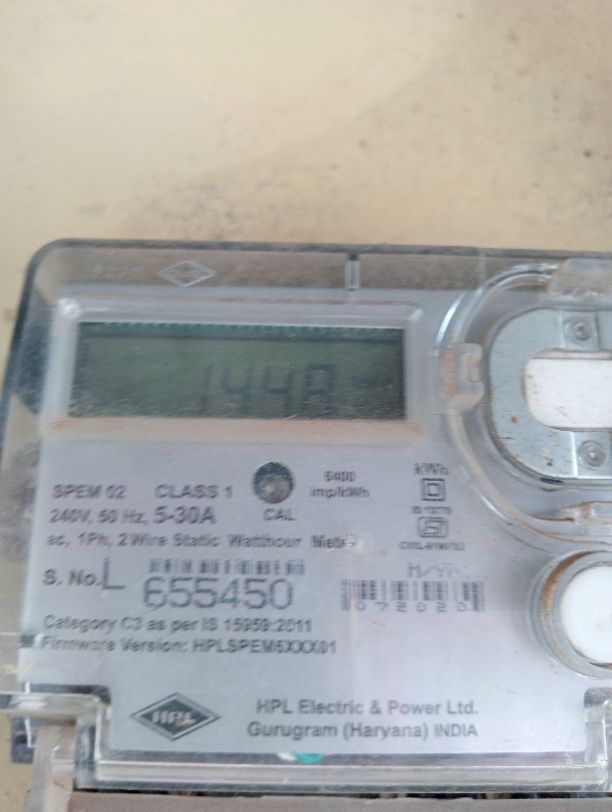 1448
SPEM 02 CLASS 1 6400 imp/kWh kWh
240V, 50 Hz, 5-30A CAL
ac, 1Ph, 2 Wire Static Watthour Meter
S. No. L 655450 M/Yr.
072020
Category C3 as per IS 15959:2011
Firmware Version: HPLSPEM6XXX01
HPL
HPL Electric & Power Ltd.
Gurugram (Haryana) INDIA